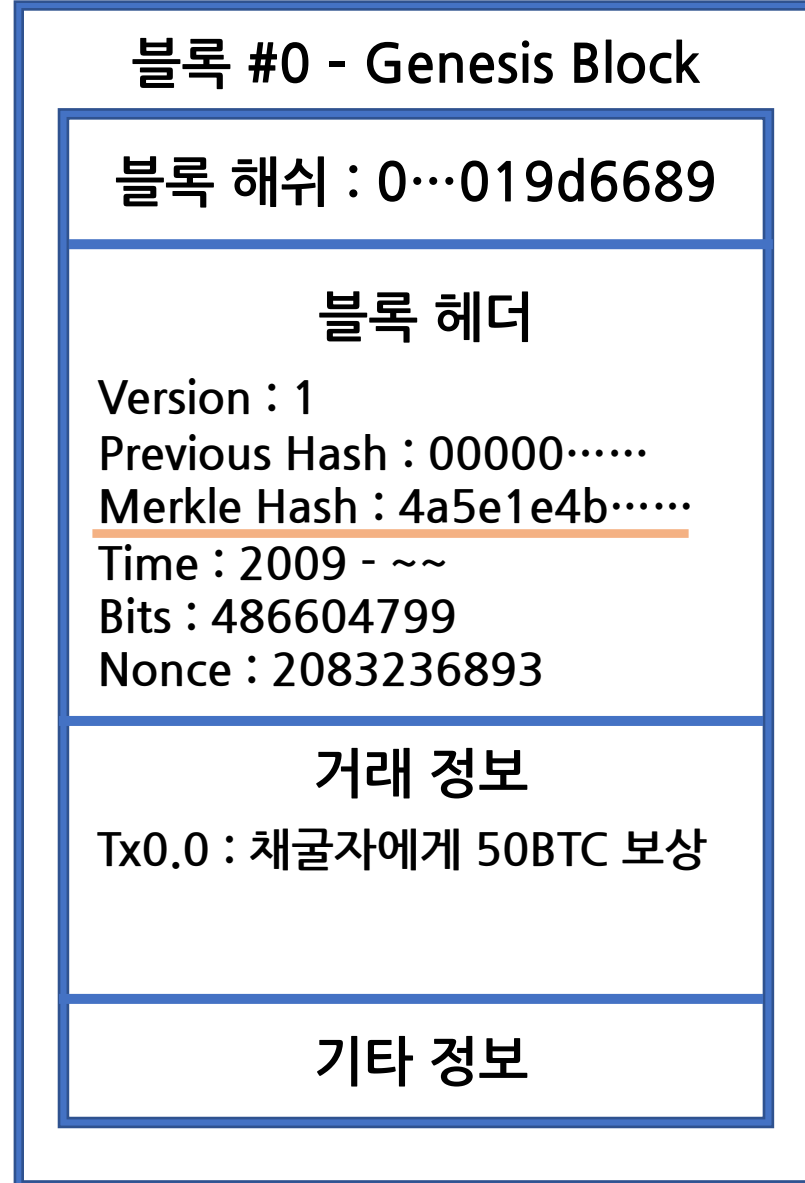 블록 #0 - Genesis Block
블록 해쉬 : 0…019d6689
블록 헤더
Version : 1
Previous Hash : 00000……
Merkle Hash : 4a5e1e4b……
Time : 2009 - ~~
Bits : 486604799
Nonce : 2083236893
거래 정보
Tx0.0 : 채굴자에게 50BTC 보상
기타 정보